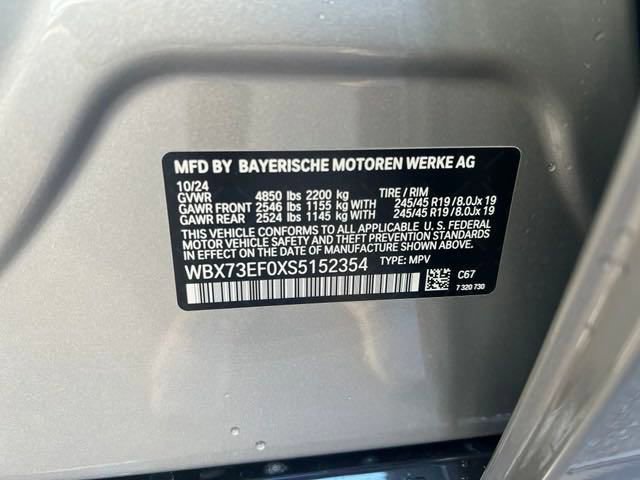 MFD BY BAYERISCHE MOTOREN WERKE AG
10/24
GVWR 4850 lbs 2200 kg TIRE / RIM
GAWR FRONT 2546 lbs 1155 kg WITH 245/45 R19 / 8.0Jx 19
GAWR REAR 2524 lbs 1145 kg WITH 245/45 R19 / 8.0Jx 19
THIS VEHICLE CONFORMS TO ALL APPLICABLE U. S. FEDERAL
MOTOR VEHICLE SAFETY, BUMPER, AND THEFT PREVENTION
STANDARDS IN EFFECT ON DATE OF MANUFACTURE SHOWN ABOVE
WBX73EF0XS5152354 TYPE: MPV
C67
7 320 730